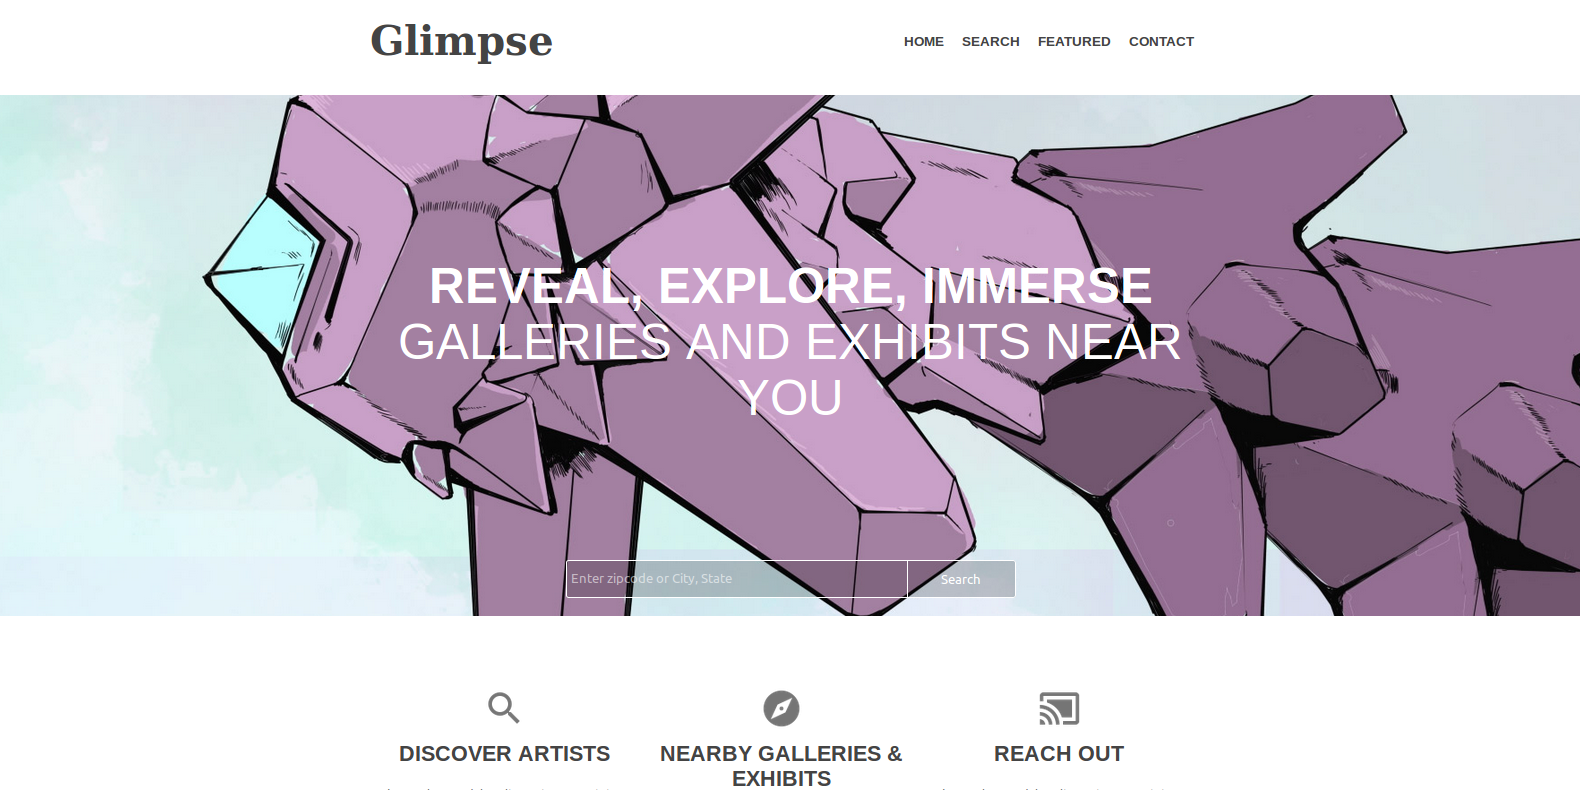 Glimpse
HOME SEARCH FEATURED CONTACT
REVEAL, EXPLORE, IMMERSE
GALLERIES AND EXHIBITS NEAR
YOU
Enter zipcode or City, State
Search
DISCOVER ARTISTS
NEARBY GALLERIES &
EXHIBITS
REACH OUT